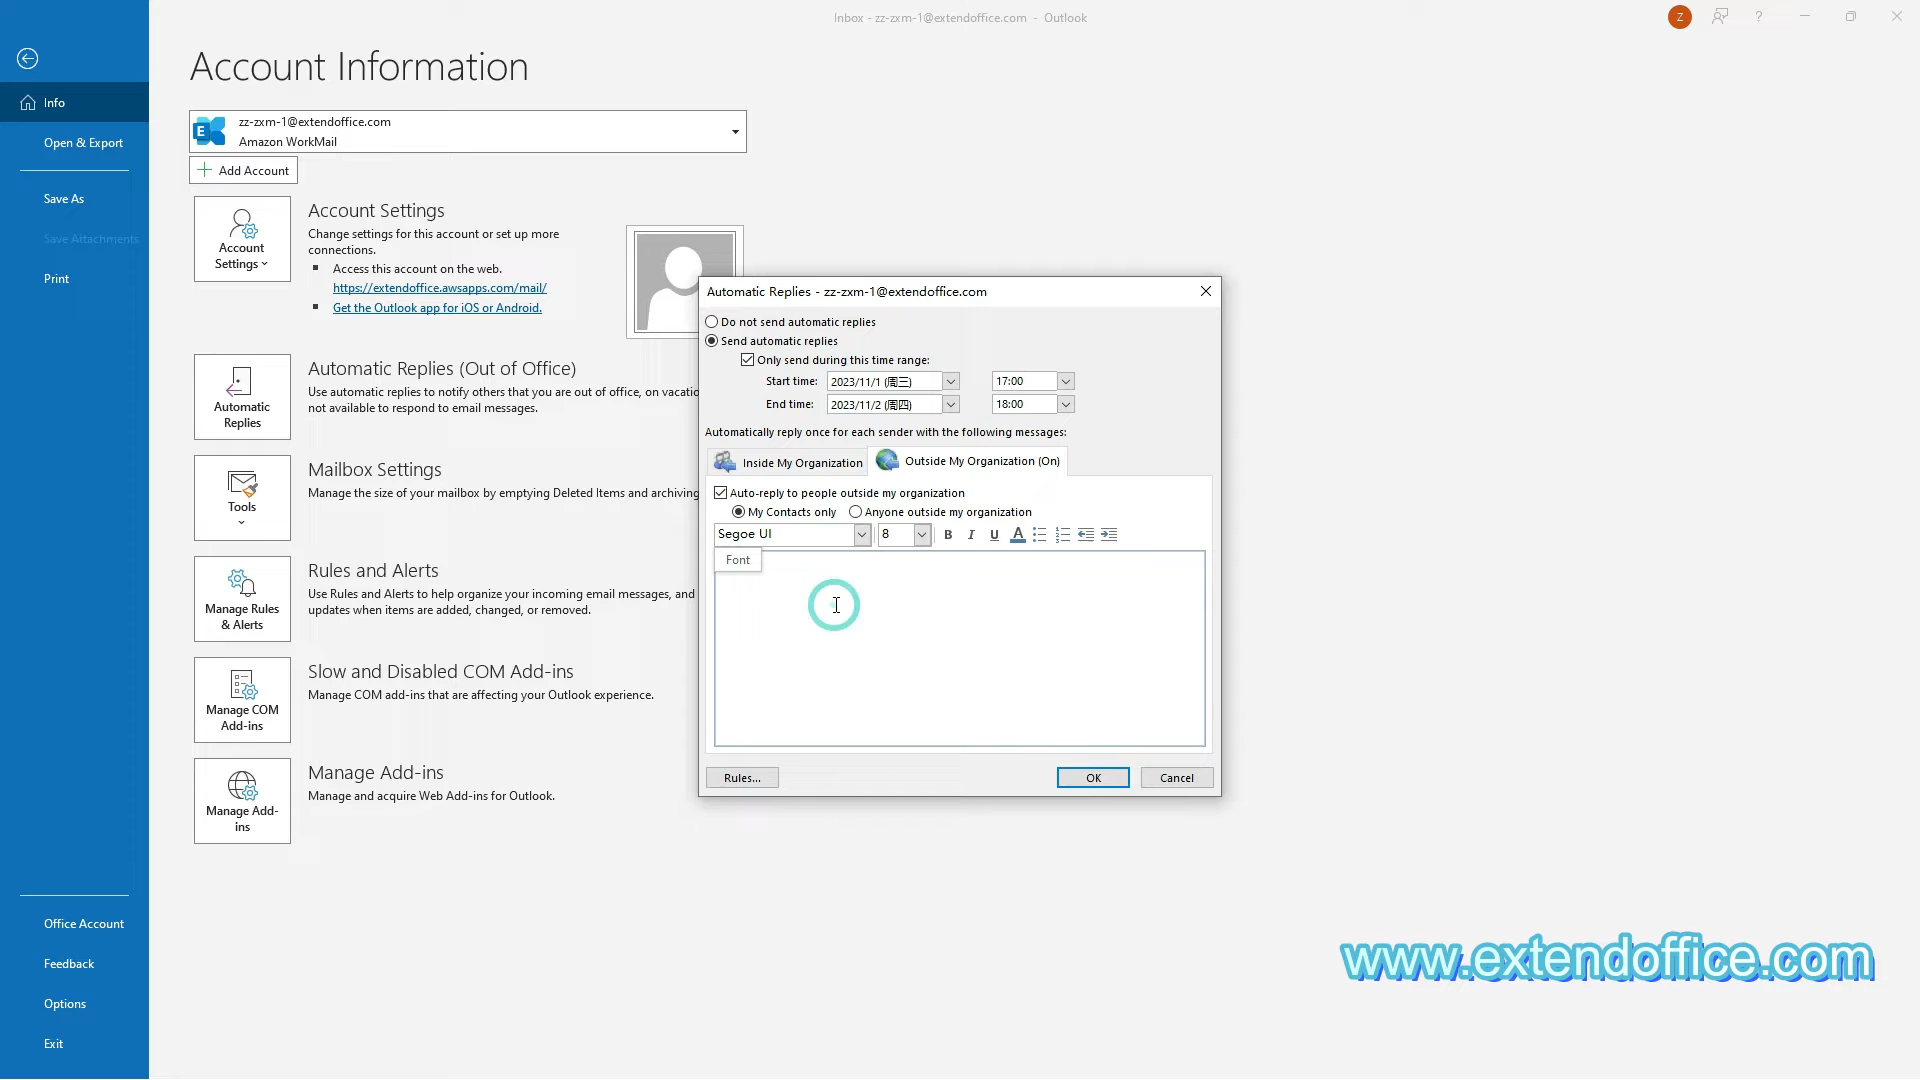 Inbox - zz-zxm-1@extendoffice.com - Outlook
Z
?
Account Information
Info
Open & Export
Save As
Save Attachments
Print
Office Account
Feedback
Options
Exit
E
zz-zxm-1@extendoffice.com
Amazon WorkMail
Add Account
Account
Settings
Account Settings
Change settings for this account or set up more
connections.
Access this account on the web.
https://extendoffice.awsapps.com/mail/
Get the Outlook app for iOS or Android.
Automatic
Replies
Automatic Replies (Out of Office)
Use automatic replies to notify others that you are out of office, on vacatio
not available to respond to email messages.
Tools
Mailbox Settings
Manage the size of your mailbox by emptying Deleted Items and archiving
Manage Rules
& Alerts
Rules and Alerts
Use Rules and Alerts to help organize your incoming email messages, and
updates when items are added, changed, or removed.
Manage COM
Add-ins
Slow and Disabled COM Add-ins
Manage COM add-ins that are affecting your Outlook experience.
Manage Add-
ins
Manage Add-ins
Manage and acquire Web Add-ins for Outlook.
Automatic Replies - zz-zxm-1@extendoffice.com
Do not send automatic replies
Send automatic replies
Only send during this time range:
Start time: 2023/11/1 (周三) 17:00
End time: 2023/11/2 (周四) 18:00
Automatically reply once for each sender with the following messages:
Inside My Organization Outside My Organization (On)
Auto-reply to people outside my organization
My Contacts only Anyone outside my organization
Segoe UI 8 B I U A
Font
Rules... OK Cancel
www.extendoffice.com